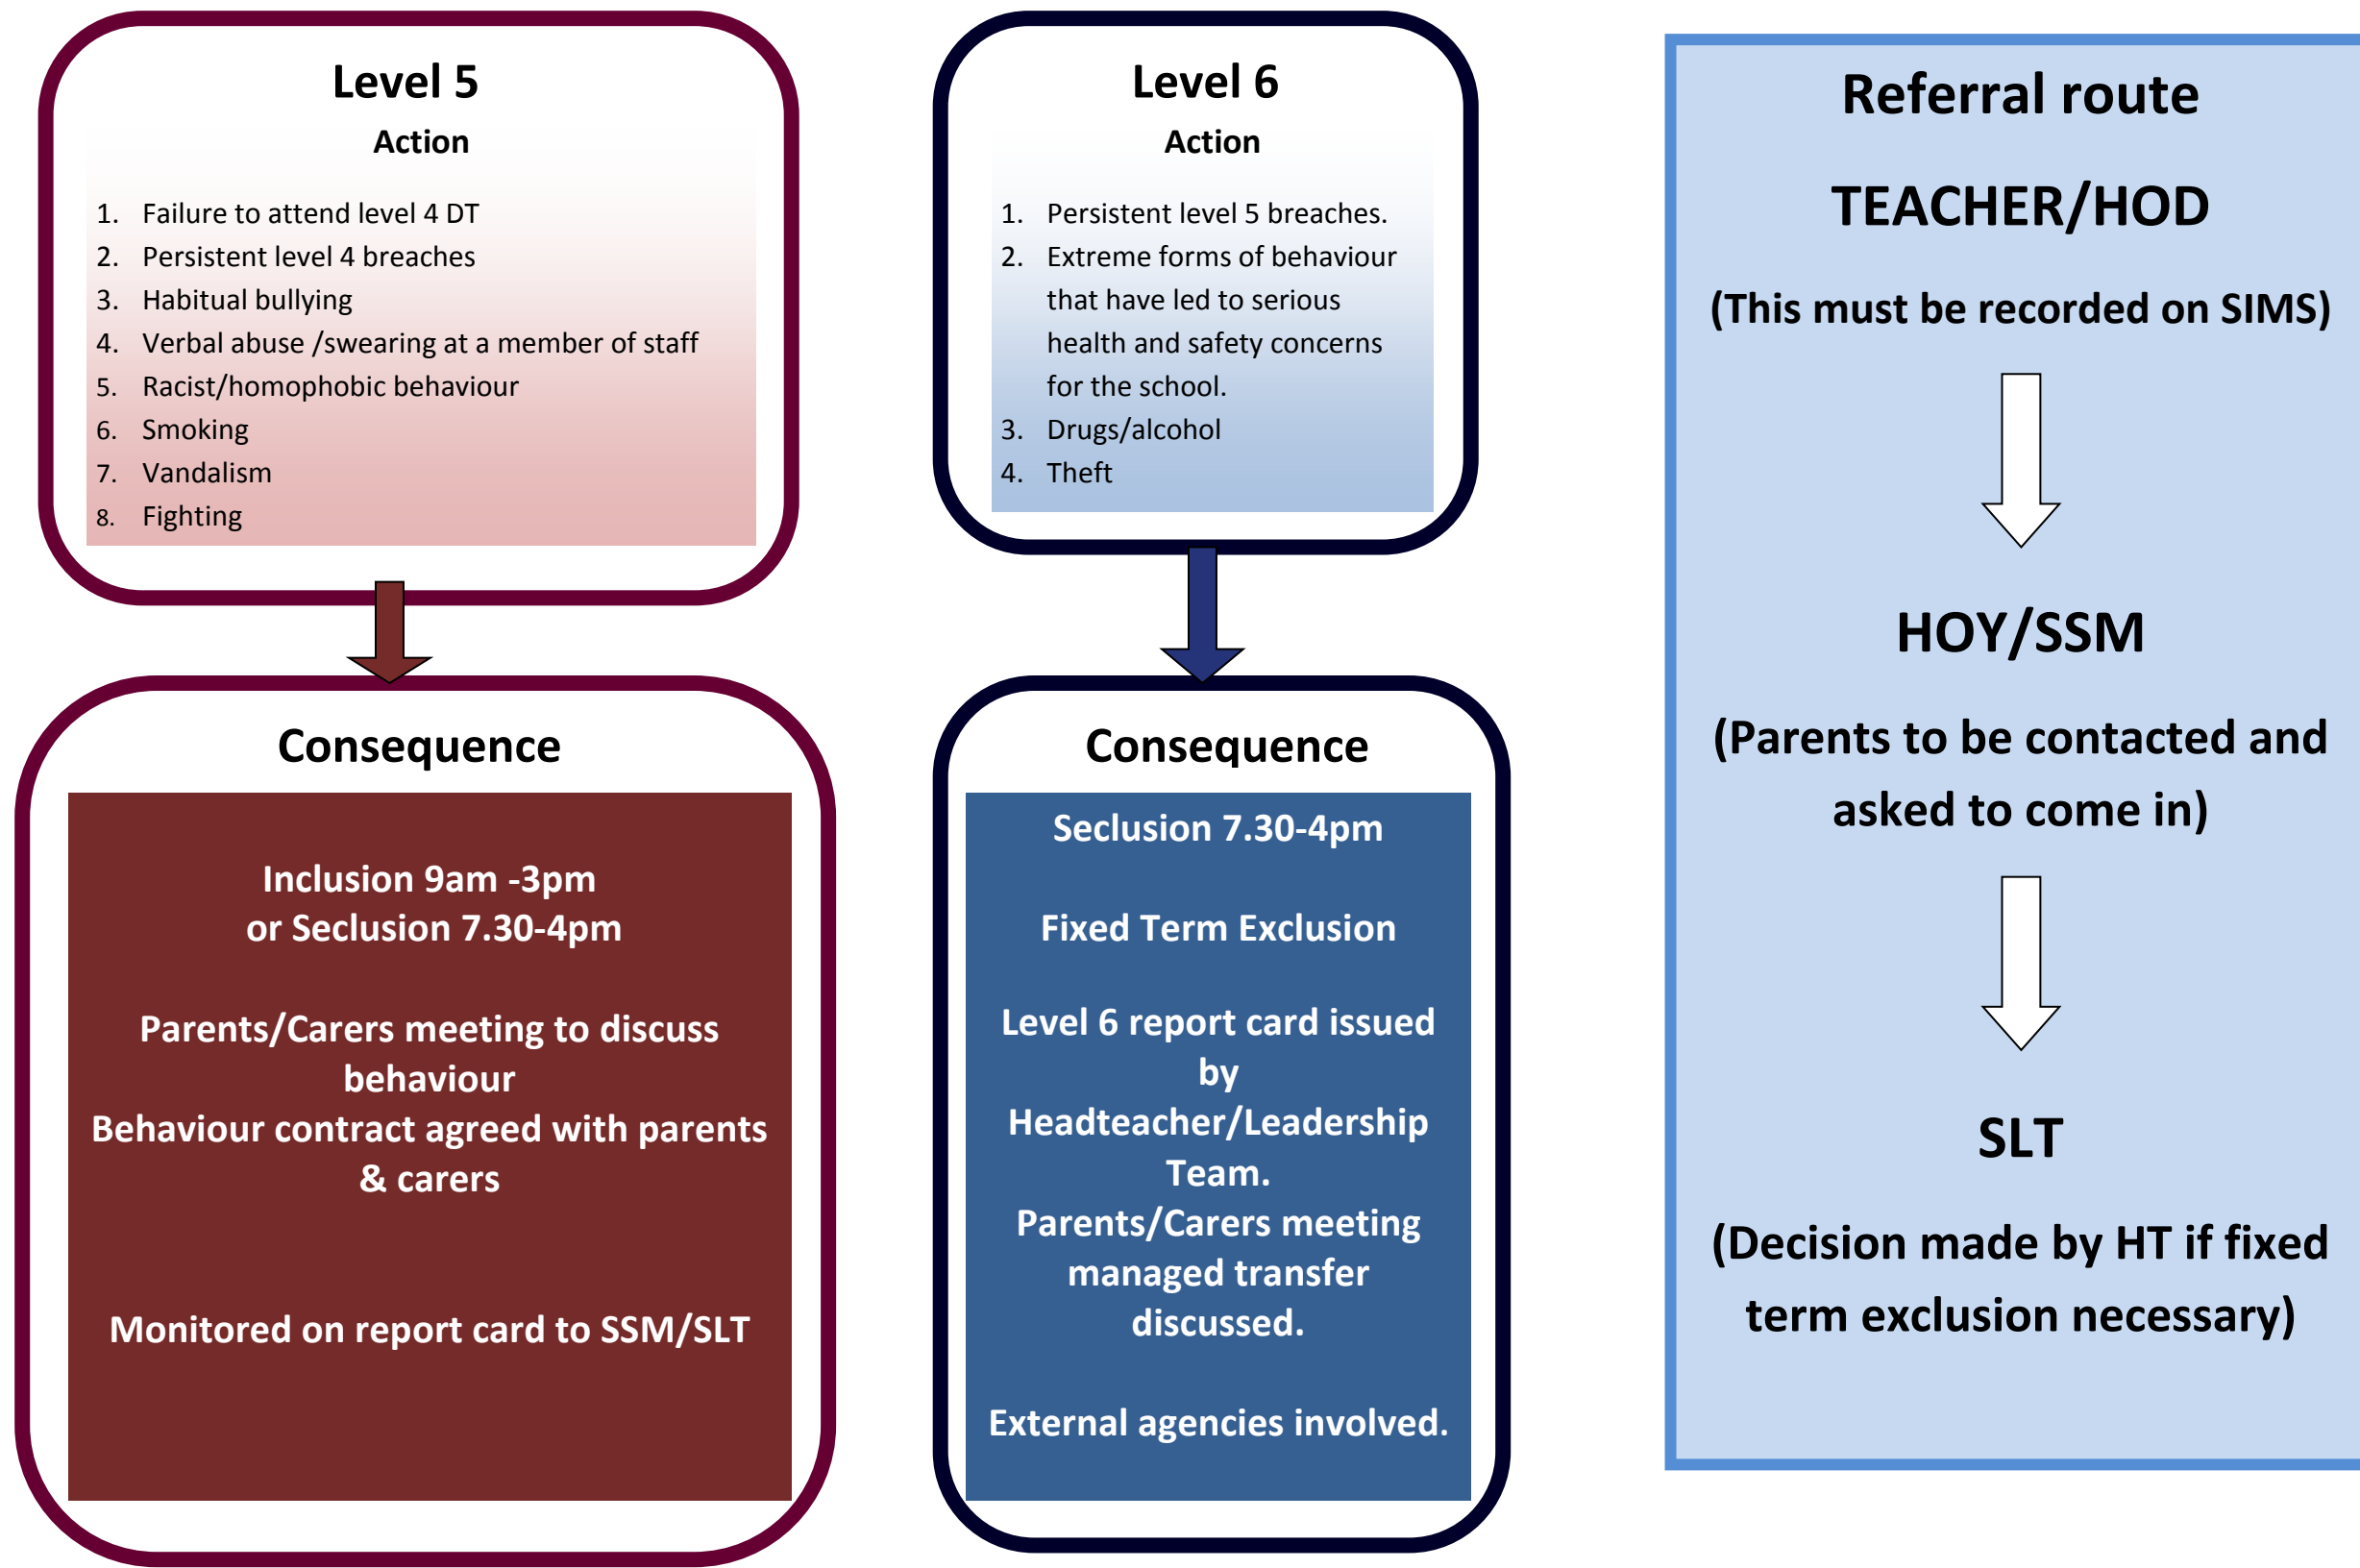 Level 5
Action
1. Failure to attend level 4 DT
2. Persistent level 4 breaches
3. Habitual bullying
4. Verbal abuse /swearing at a member of staff
5. Racist/homophobic behaviour
6. Smoking
7. Vandalism
8. Fighting
Consequence
Inclusion 9am -3pm
or Seclusion 7.30-4pm
Parents/Carers meeting to discuss
behaviour
Behaviour contract agreed with parents
& carers
Monitored on report card to SSM/SLT
Level 6
Action
1. Persistent level 5 breaches.
2. Extreme forms of behaviour
that have led to serious
health and safety concerns
for the school.
3. Drugs/alcohol
4. Theft
Consequence
Seclusion 7.30-4pm
Fixed Term Exclusion
Level 6 report card issued
by
Headteacher/Leadership
Team.
Parents/Carers meeting
managed transfer
discussed.
External agencies involved.
Referral route
TEACHER/HOD
(This must be recorded on SIMS)
HOY/SSM
(Parents to be contacted and
asked to come in)
SLT
(Decision made by HT if fixed
term exclusion necessary)